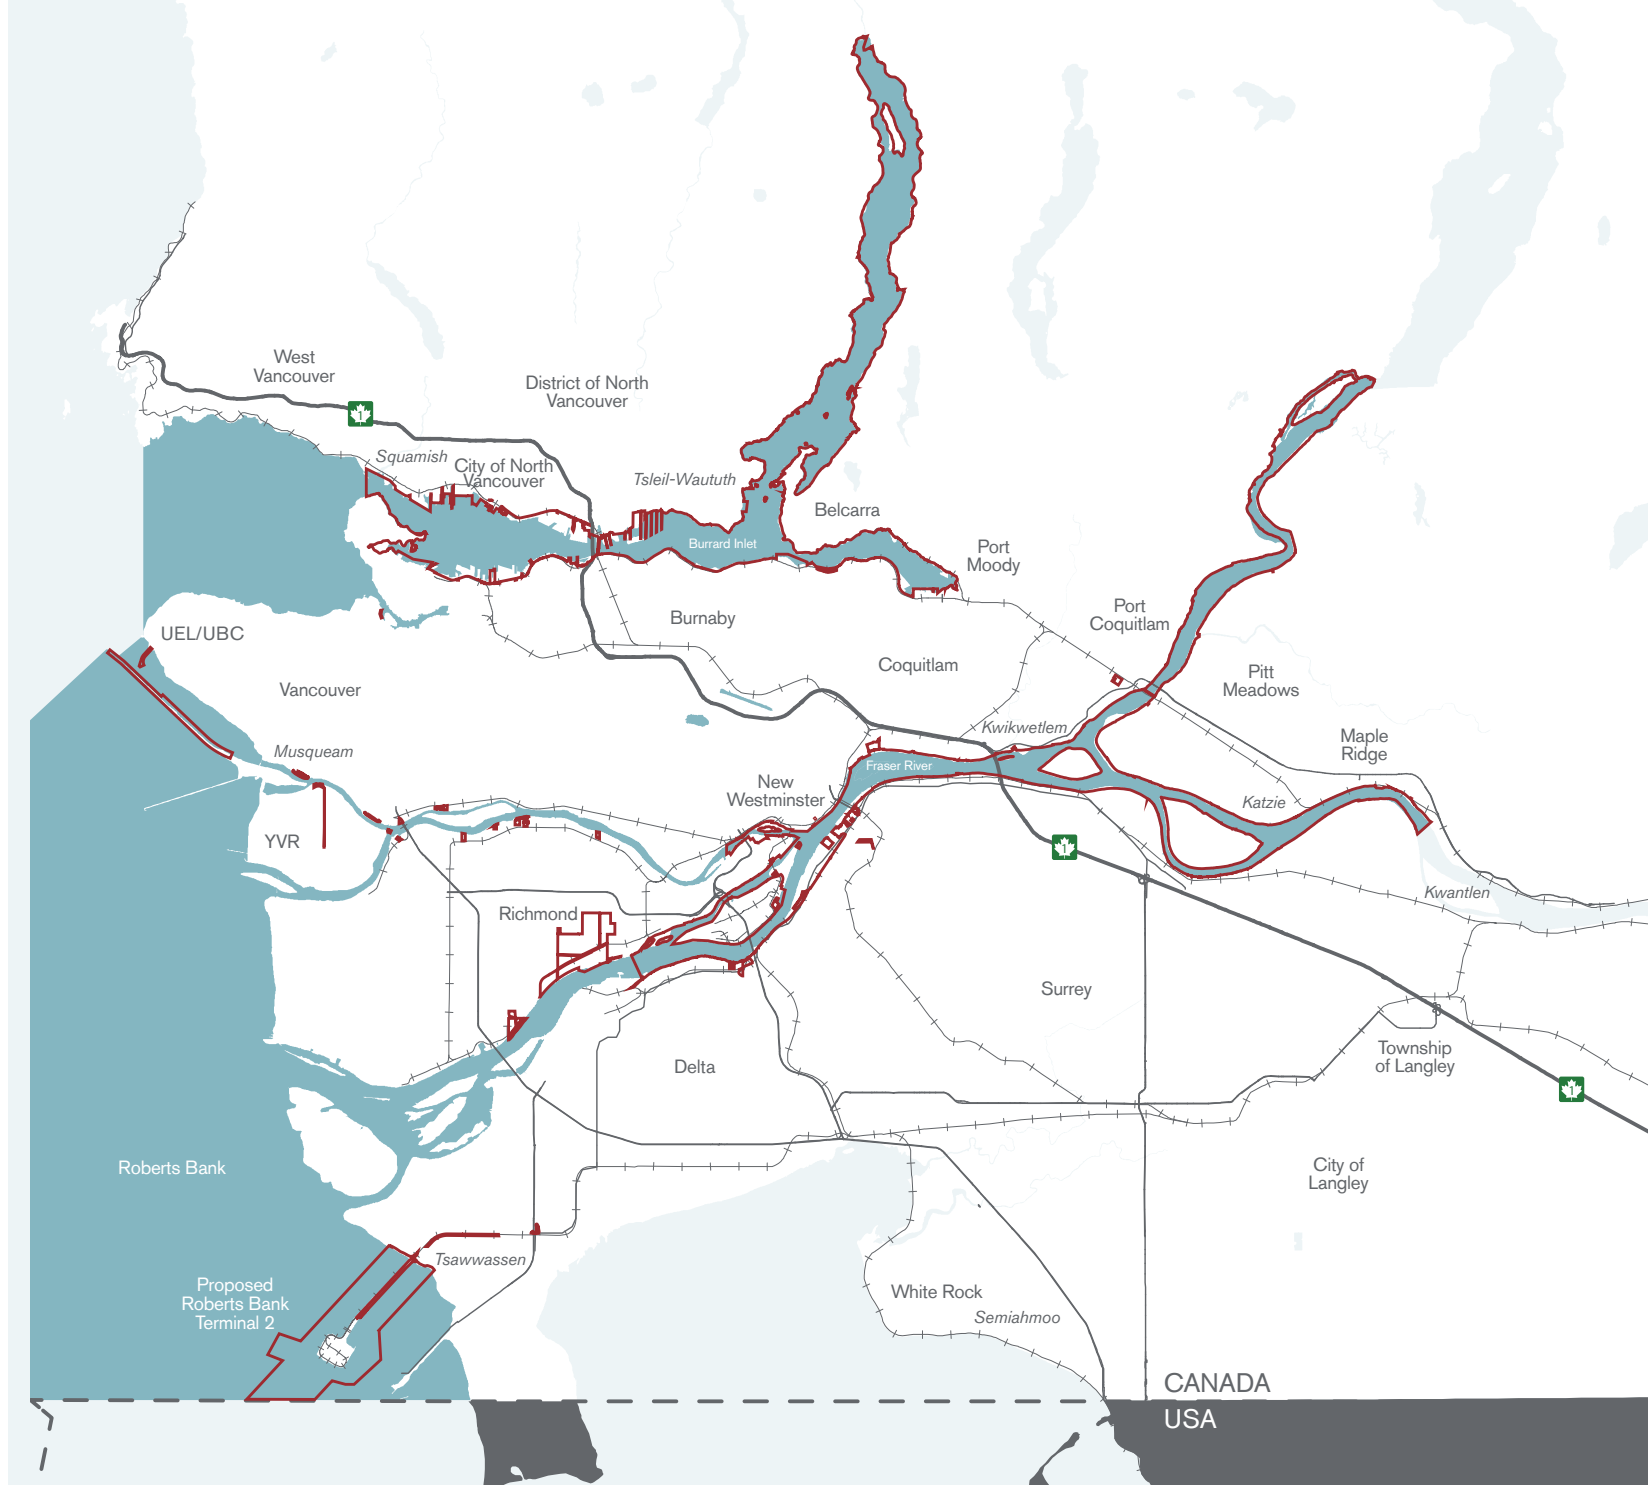 West
Vancouver
1
District of North
Vancouver
Squamish
City of North
Vancouver
Tsleil-Waututh
Belcarra
Burrard Inlet
Port
Moody
Burnaby
Port
Coquitlam
UEL/UBC
Coquitlam
Pitt
Meadows
Vancouver
Kwikwetlem
Maple
Ridge
Musqueam
Fraser River
New
Westminster
Katzie
YVR
1
Kwantlen
Richmond
Surrey
Township
of Langley
Delta
1
Roberts Bank
City of
Langley
Tsawwassen
Proposed
Roberts Bank
Terminal 2
White Rock
Semiahmoo
CANADA
USA